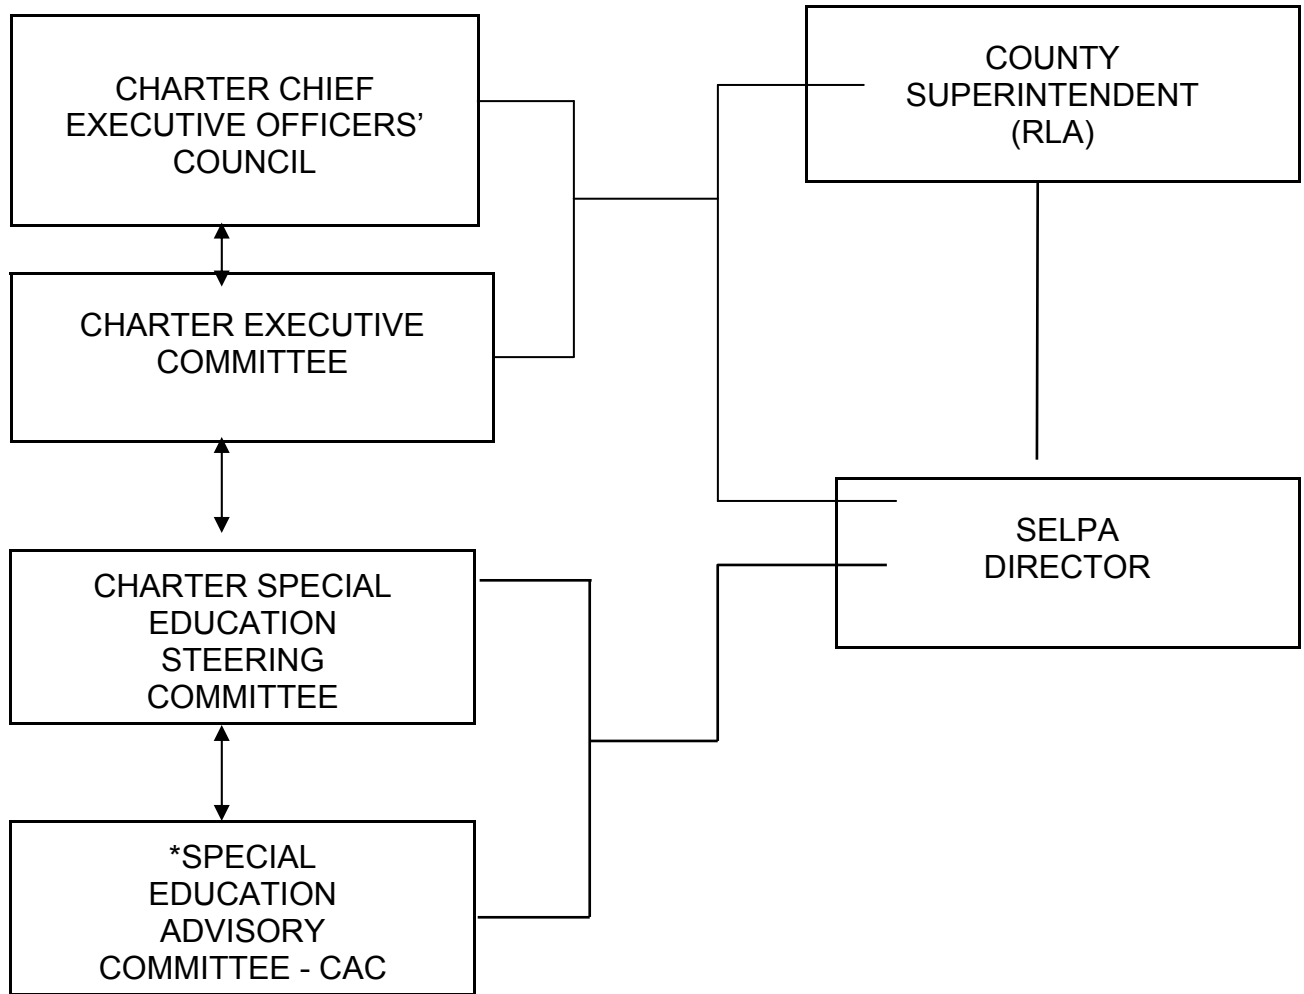 CHARTER CHIEF
EXECUTIVE OFFICERS’
COUNCIL
COUNTY
SUPERINTENDENT
(RLA)
CHARTER EXECUTIVE
COMMITTEE
SELPA
DIRECTOR
CHARTER SPECIAL
EDUCATION
STEERING
COMMITTEE
*SPECIAL
EDUCATION
ADVISORY
COMMITTEE - CAC